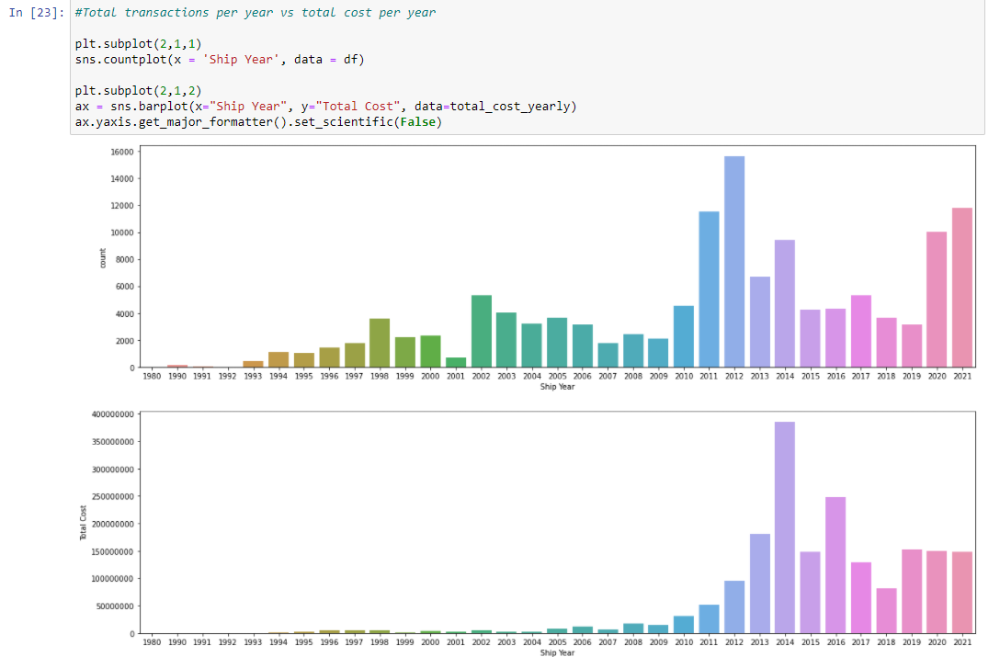 In [23]: #Total transactions per year vs total cost per year
plt.subplot(2,1,1)
sns.countplot(x = 'Ship Year', data = df)
plt.subplot(2,1,2)
ax = sns.barplot(x="Ship Year", y="Total Cost", data=total_cost_yearly)
ax.yaxis.get_major_formatter().set_scientific(False)
16000
14000
12000
10000
8000
6000
4000
2000
0
count
1980 1990 1991 1992 1993 1994 1995 1996 1997 1998 1999 2000 2001 2002 2003 2004 2005 2006 2007 2008 2009 2010 2011 2012 2013 2014 2015 2016 2017 2018 2019 2020 2021
Ship Year
400000000
350000000
300000000
250000000
200000000
150000000
100000000
50000000
0
Total Cost
1980 1990 1991 1992 1993 1994 1995 1996 1997 1998 1999 2000 2001 2002 2003 2004 2005 2006 2007 2008 2009 2010 2011 2012 2013 2014 2015 2016 2017 2018 2019 2020 2021
Ship Year